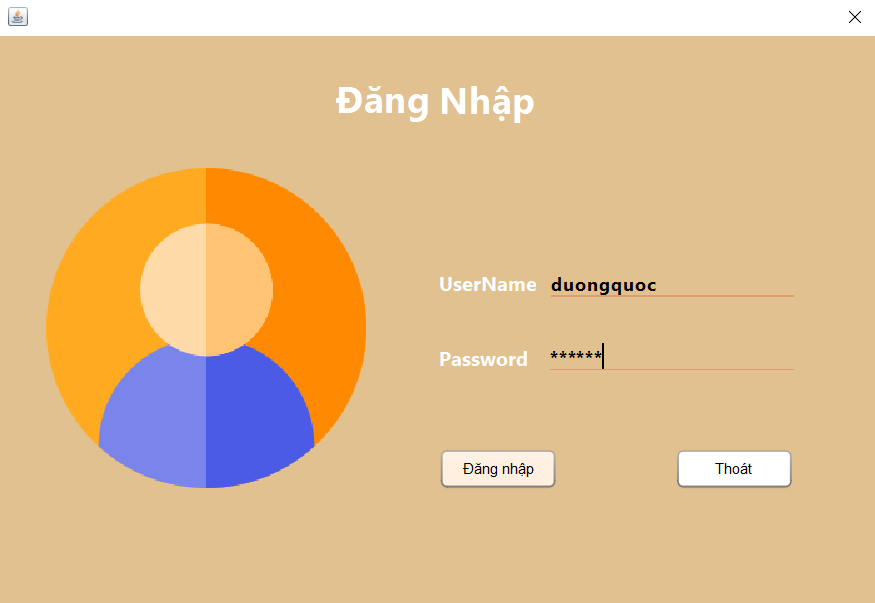 Đăng Nhập
UserName duongquoc
Password ******
Đăng nhập Thoát